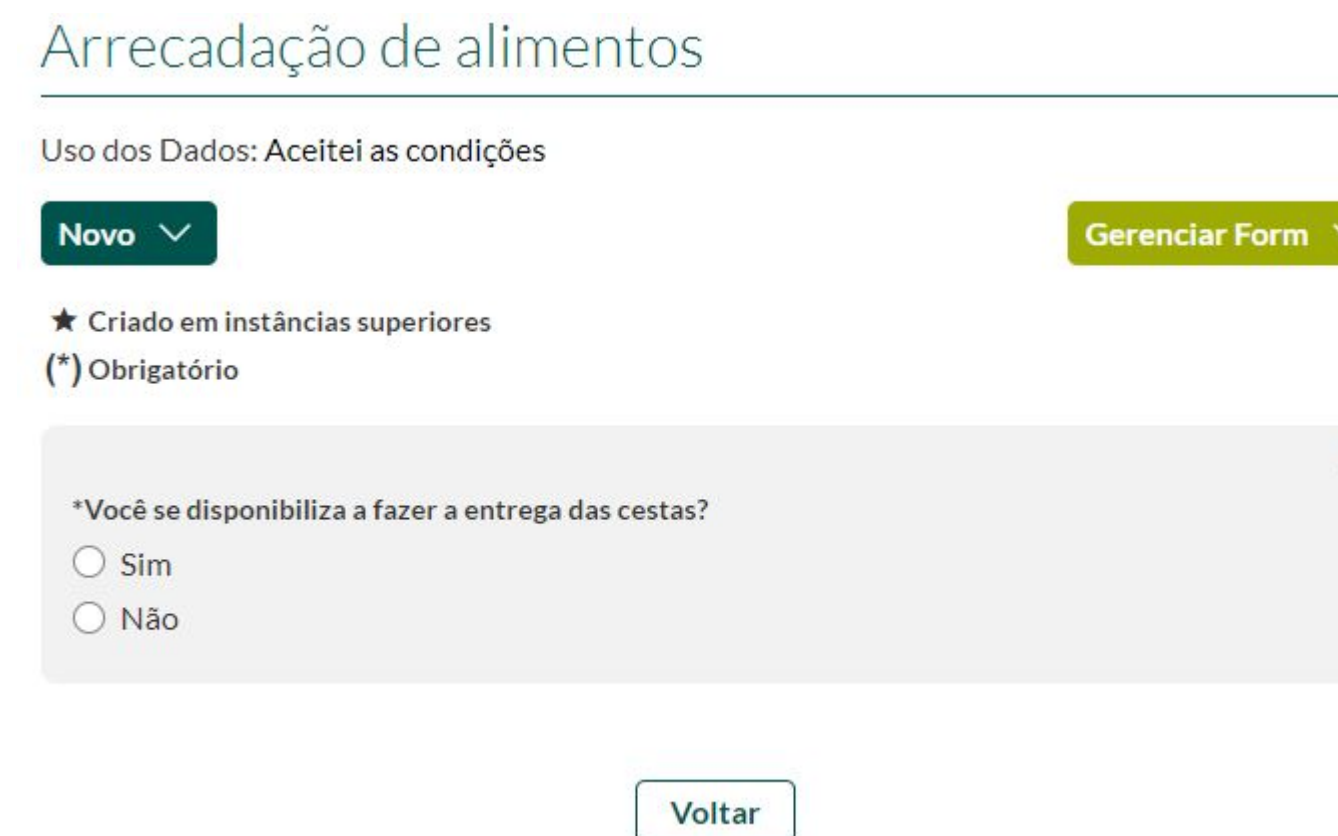 Arrecadação de alimentos
Uso dos Dados: Aceitei as condições
Novo
Gerenciar Form
★ Criado em instâncias superiores
(*) Obrigatório
*Você se disponibiliza a fazer a entrega das cestas?
Sim
Não
Voltar